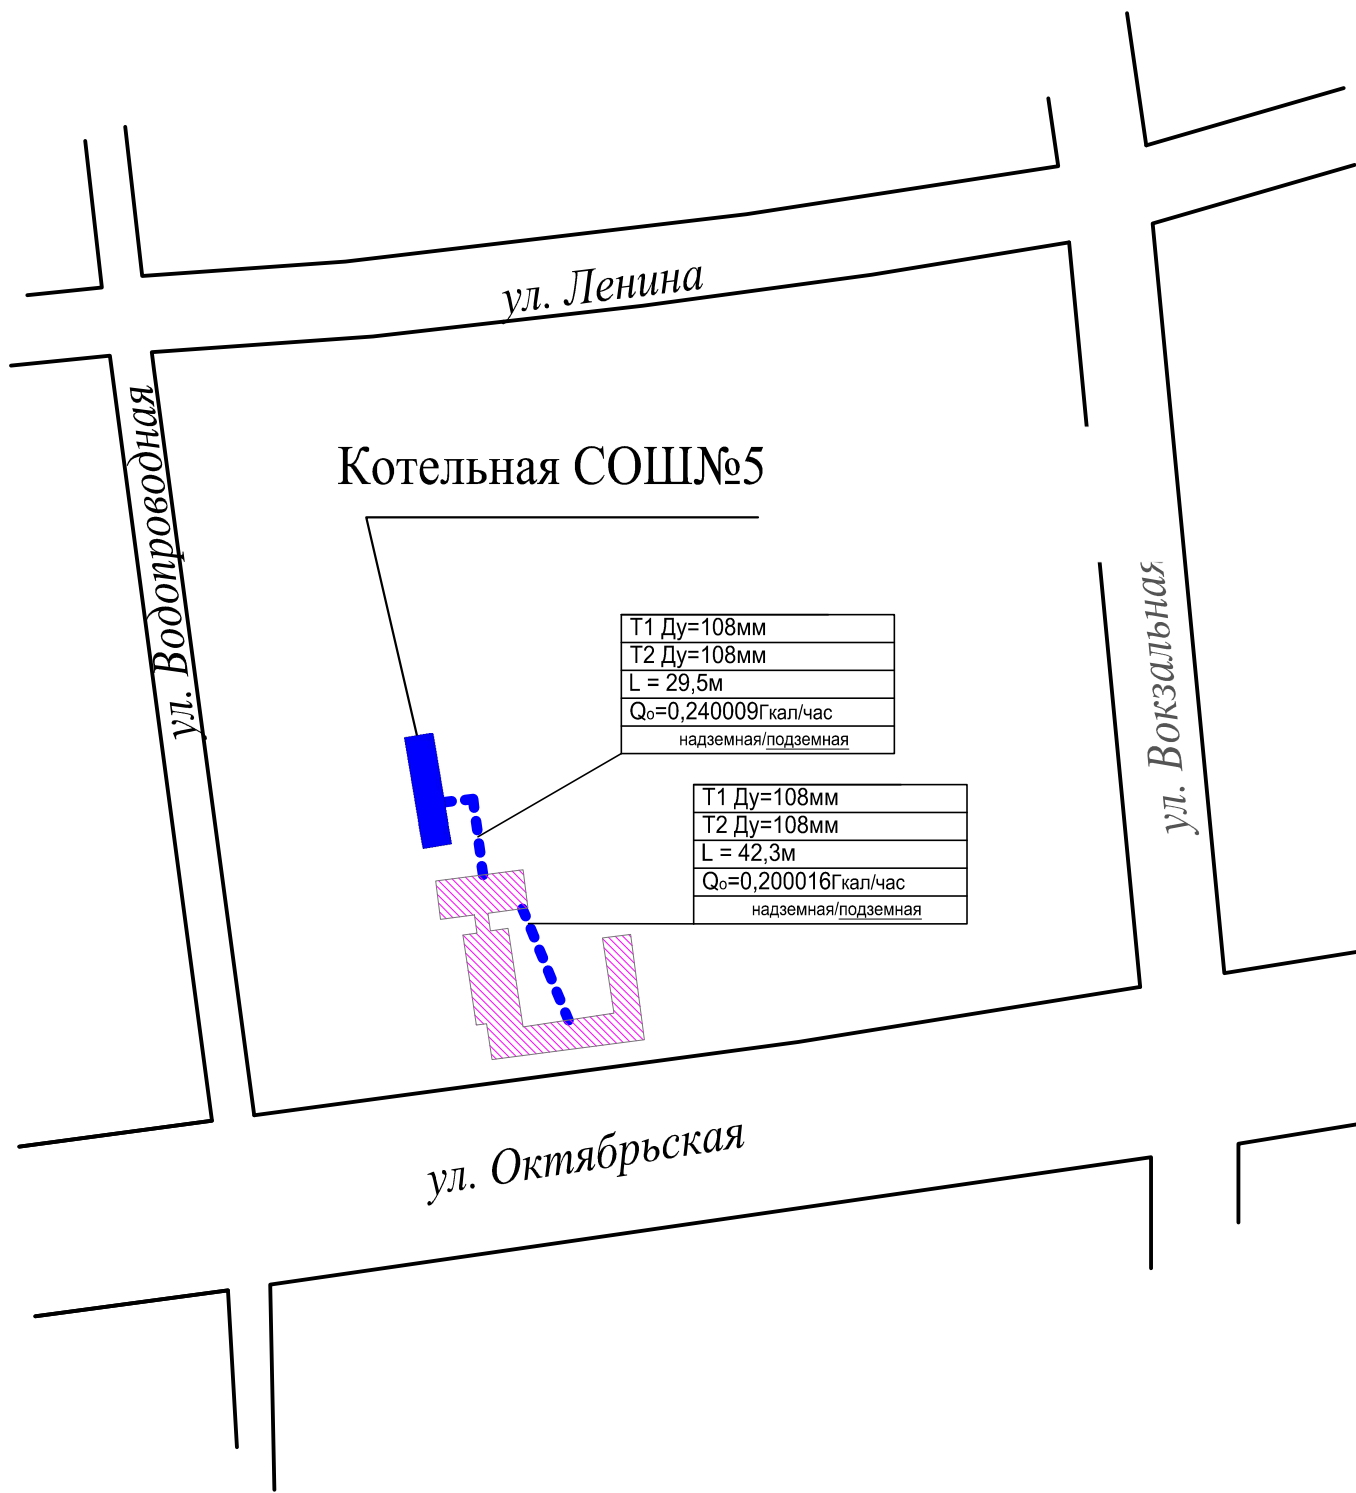 ул. Ленина
ул. Водопроводная
Котельная СОШ№5
ул. Вокзальная
Т1 Ду=108мм
Т2 Ду=108мм
L = 29,5м
Qо=0,240009Гкал/час
надземная/подземная
Т1 Ду=108мм
Т2 Ду=108мм
L = 42,3м
Qо=0,200016Гкал/час
надземная/подземная
ул. Октябрьская